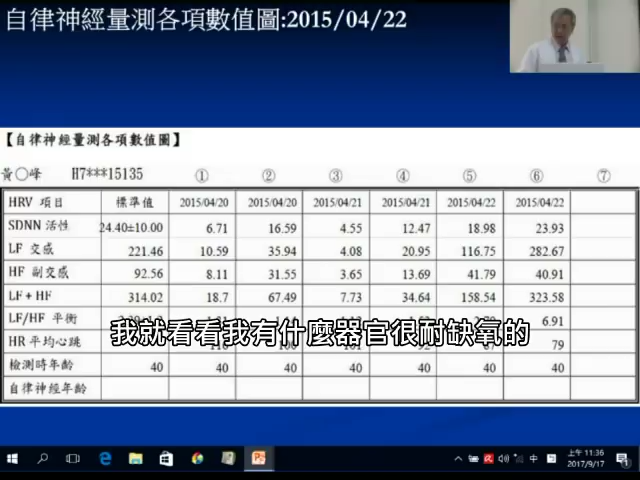 自律神經量測各項數值圖:2015/04/22
【自律神經量測各項數值圖】
黃〇峰 H7***15135 ① ② ③ ④ ⑤ ⑥ ⑦
HRV 項目 標準值 2015/04/20 2015/04/20 2015/04/21 2015/04/21 2015/04/22 2015/04/22
SDNN 活性 24.40±10.00 6.71 16.59 4.55 12.47 18.98 23.93
LF 交感 221.46 10.59 35.94 4.08 20.95 116.75 282.67
HF 副交感 92.56 8.11 31.55 3.65 13.69 41.79 40.91
LF + HF 314.02 18.7 67.49 7.73 34.64 158.54 323.58
LF/HF 平衡 6.91
我就看看我有什麼器官很耐缺氧的
HR 平均心跳 79
檢測時年齡 40 40 40 40 40 40 40
自律神經年齡
中
上午 11:36
2017/9/17